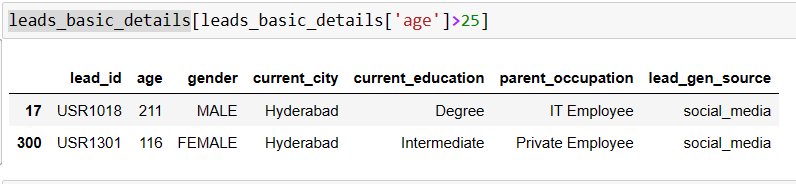 leads_basic_details[leads_basic_details['age']>25]
lead_id age gender current_city current_education parent_occupation lead_gen_source
17 USR1018 211 MALE Hyderabad Degree IT Employee social_media
300 USR1301 116 FEMALE Hyderabad Intermediate Private Employee social_media